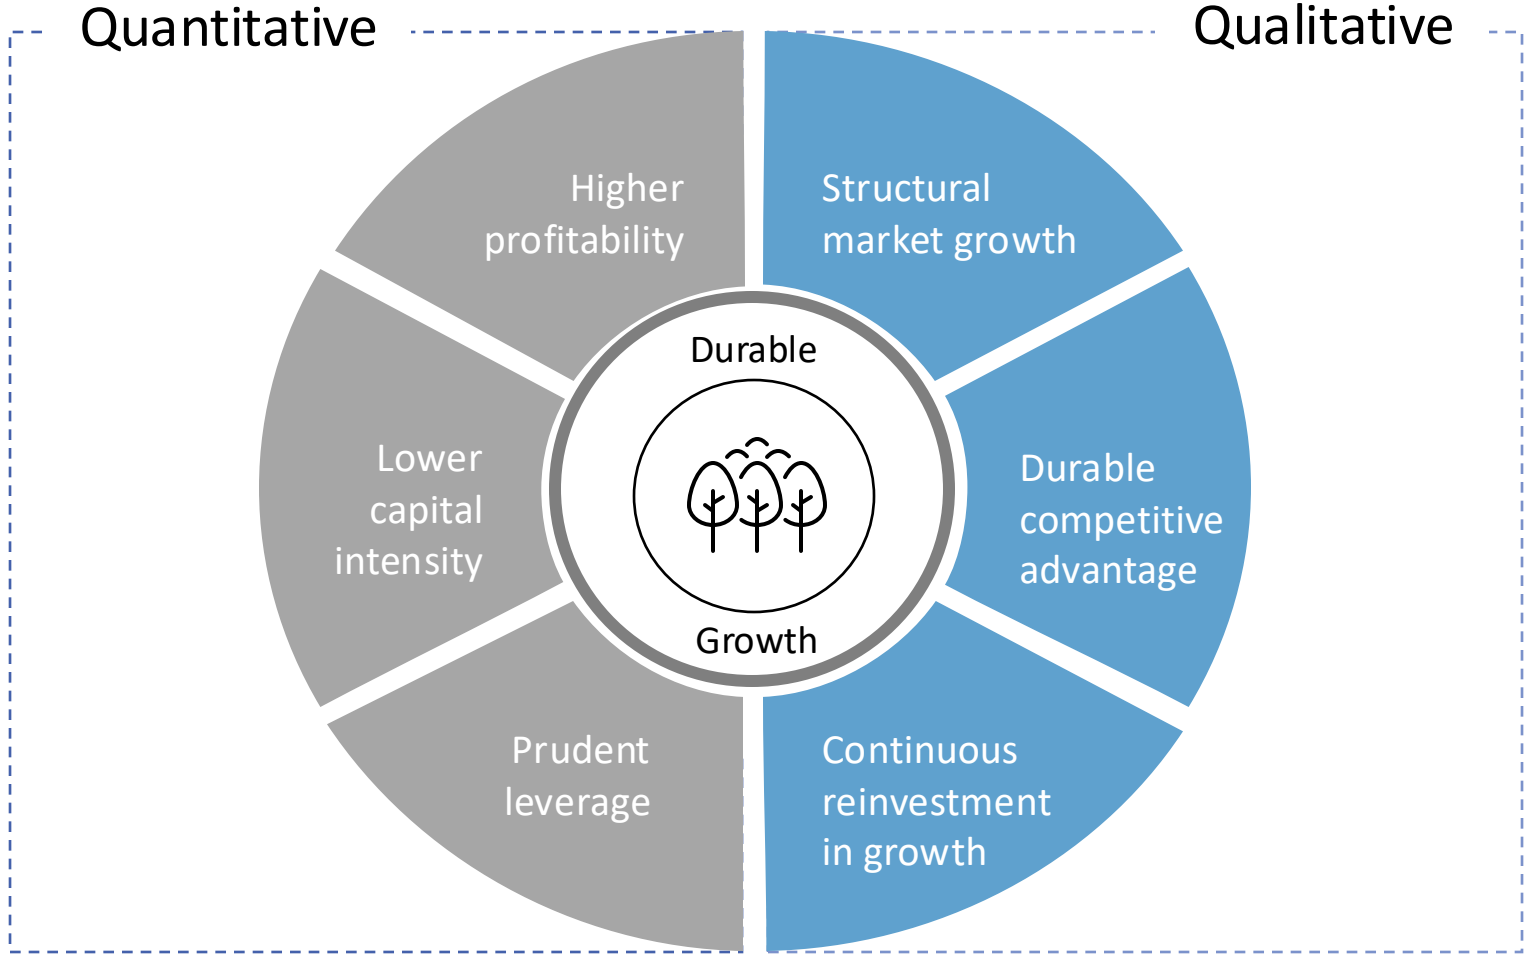 Quantitative
Qualitative
Higher
profitability
Structural
market growth
Lower
capital
intensity
Durable
Growth
Durable
competitive
advantage
Prudent
leverage
Continuous
reinvestment
in growth